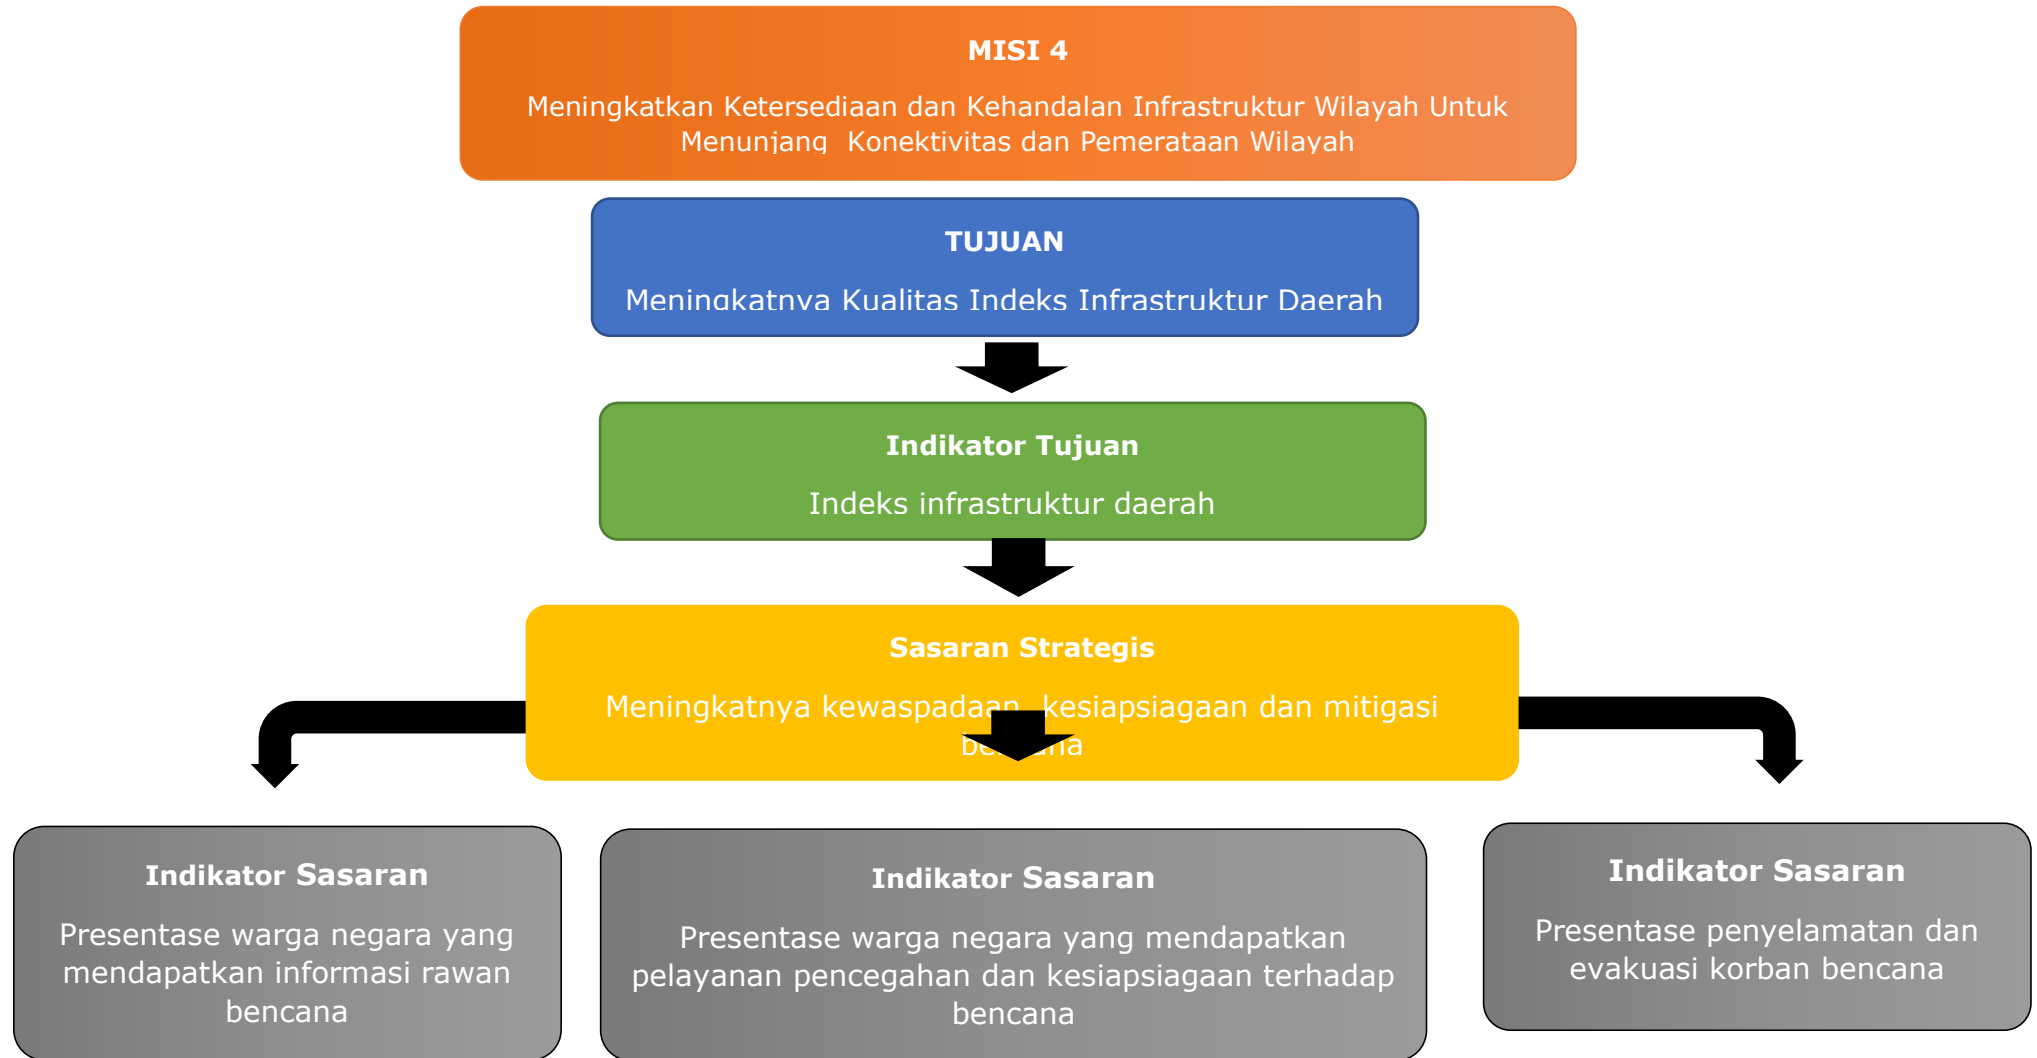 MISI 4
Meningkatkan Ketersediaan dan Kehandalan Infrastruktur Wilayah Untuk
Menunjang Konektivitas dan Pemerataan Wilayah
TUJUAN
Meningkatnya Kualitas Indeks Infrastruktur Daerah
Indikator Tujuan
Indeks infrastruktur daerah
Sasaran Strategis
Meningkatnya kewaspadaan, kesiapsiagaan dan mitigasi
bencana
Indikator Sasaran
Presentase warga negara yang
mendapatkan informasi rawan
bencana
Indikator Sasaran
Presentase warga negara yang mendapatkan
pelayanan pencegahan dan kesiapsiagaan terhadap
bencana
Indikator Sasaran
Presentase penyelamatan dan
evakuasi korban bencana